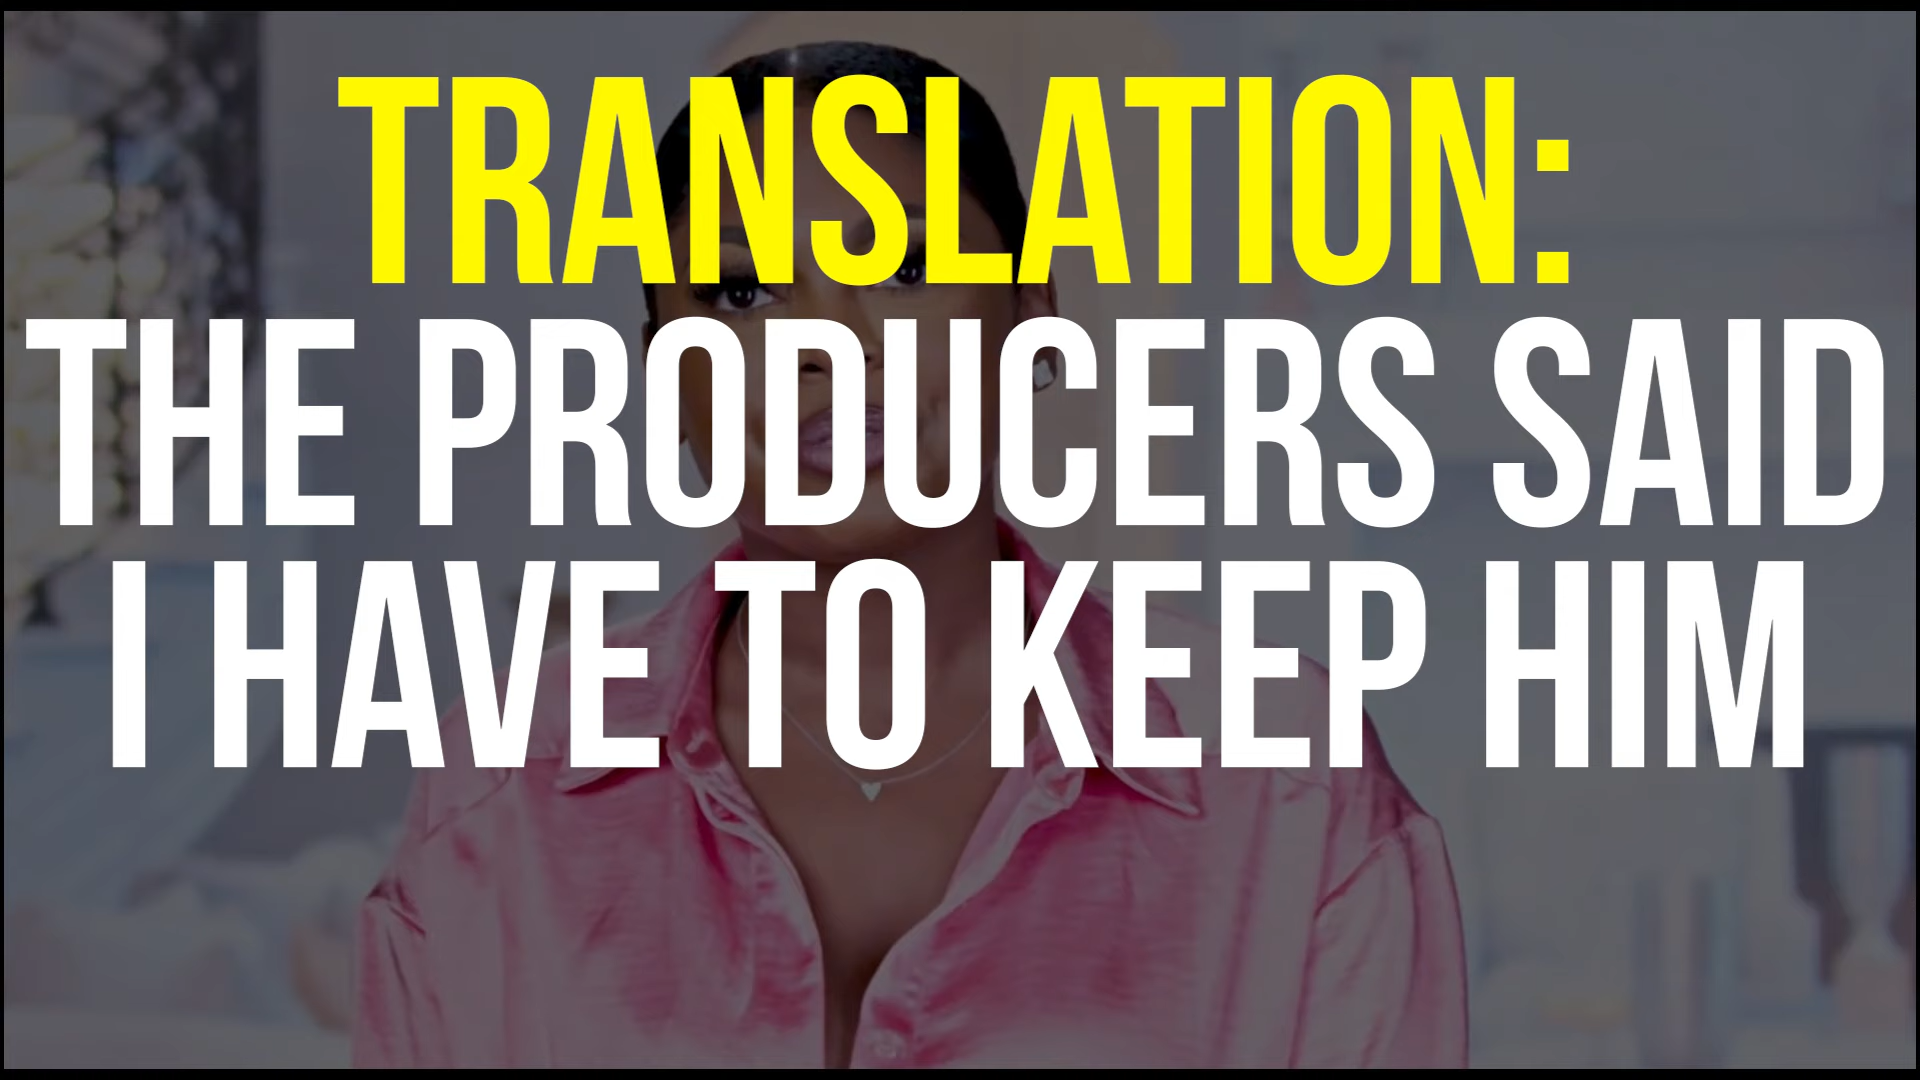 TRANSLATION:
THE PRODUCERS SAID
I HAVE TO KEEP HIM